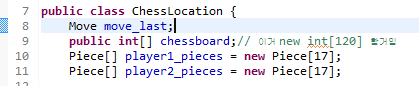 7 public class ChessLocation {
8 Move move_last;
9 public int[] chessboard;// 이거 new int[120] 할거임
10 Piece[] player1_pieces = new Piece[17];
11 Piece[] player2_pieces = new Piece[17];